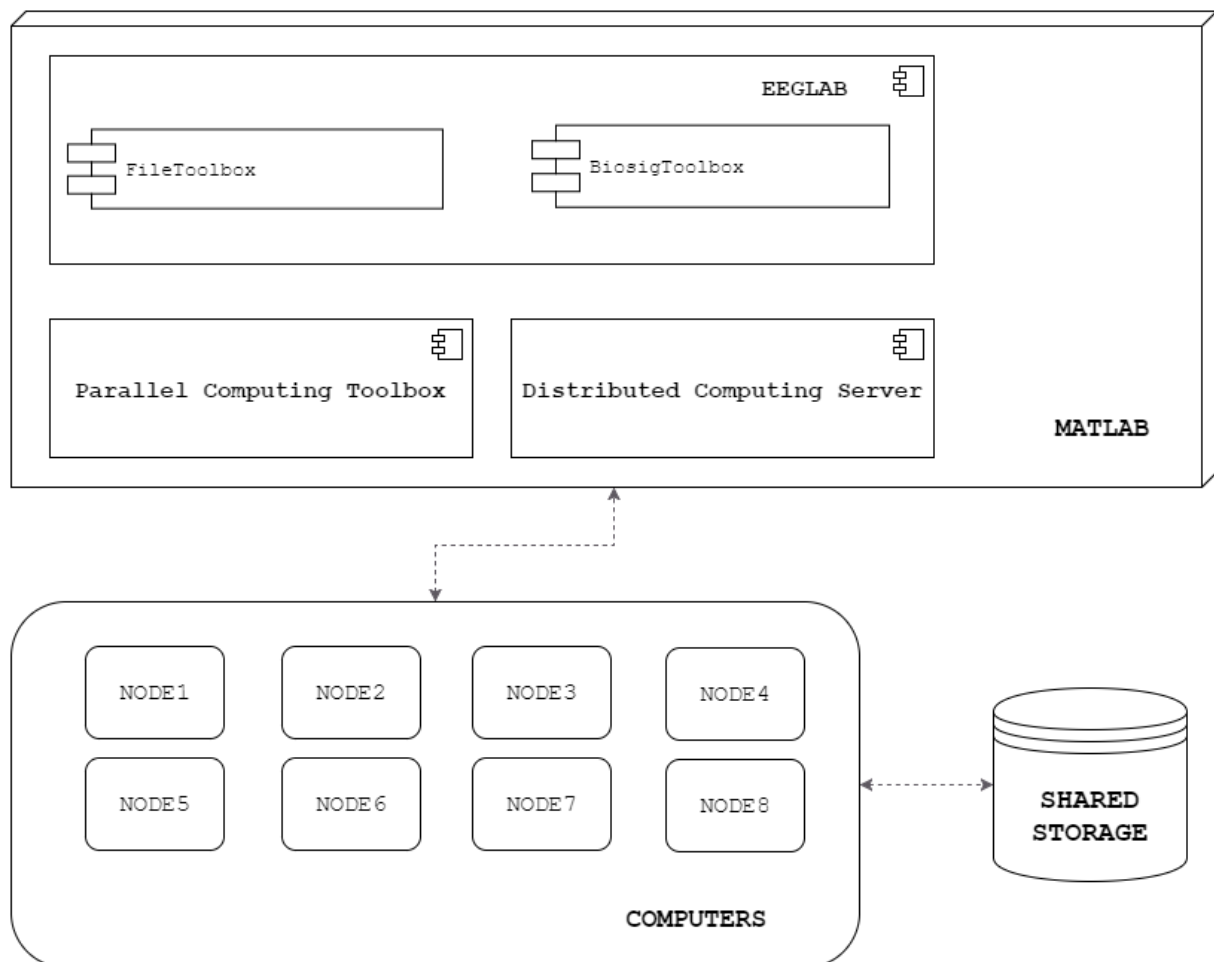 EEGLAB
FileToolbox
BiosigToolbox
Parallel Computing Toolbox
Distributed Computing Server
MATLAB
NODE1
NODE2
NODE3
NODE4
NODE5
NODE6
NODE7
NODE8
SHARED
STORAGE
COMPUTERS